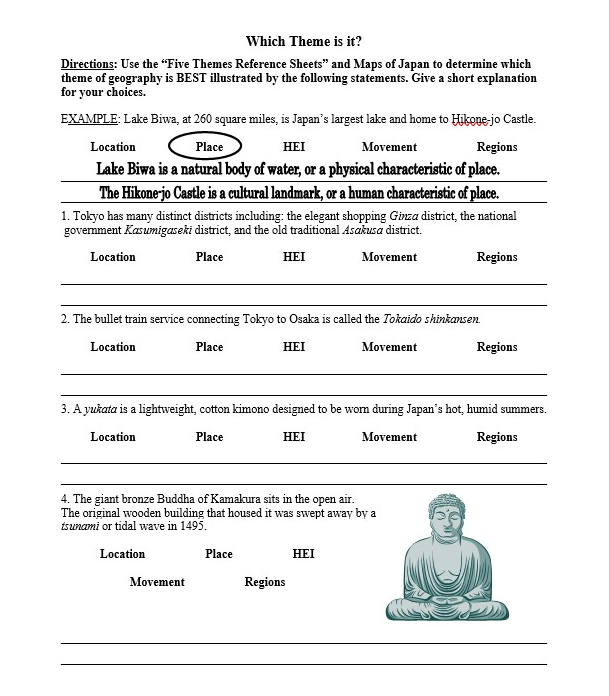 Which Theme is it?
Directions: Use the “Five Themes Reference Sheets” and Maps of Japan to determine which
theme of geography is BEST illustrated by the following statements. Give a short explanation
for your choices.
EXAMPLE: Lake Biwa, at 260 square miles, is Japan’s largest lake and home to Hikone-jo Castle.
Location Place HEI Movement Regions
Lake Biwa is a natural body of water, or a physical characteristic of place.
The Hikone-jo Castle is a cultural landmark, or a human characteristic of place.
1. Tokyo has many distinct districts including: the elegant shopping Ginza district, the national
government Kasumigaseki district, and the old traditional Asakusa district.
Location Place HEI Movement Regions
2. The bullet train service connecting Tokyo to Osaka is called the Tokaido shinkansen.
Location Place HEI Movement Regions
3. A yukata is a lightweight, cotton kimono designed to be worn during Japan’s hot, humid summers.
Location Place HEI Movement Regions
4. The giant bronze Buddha of Kamakura sits in the open air.
The original wooden building that housed it was swept away by a
tsunami or tidal wave in 1495.
Location Place HEI
Movement Regions